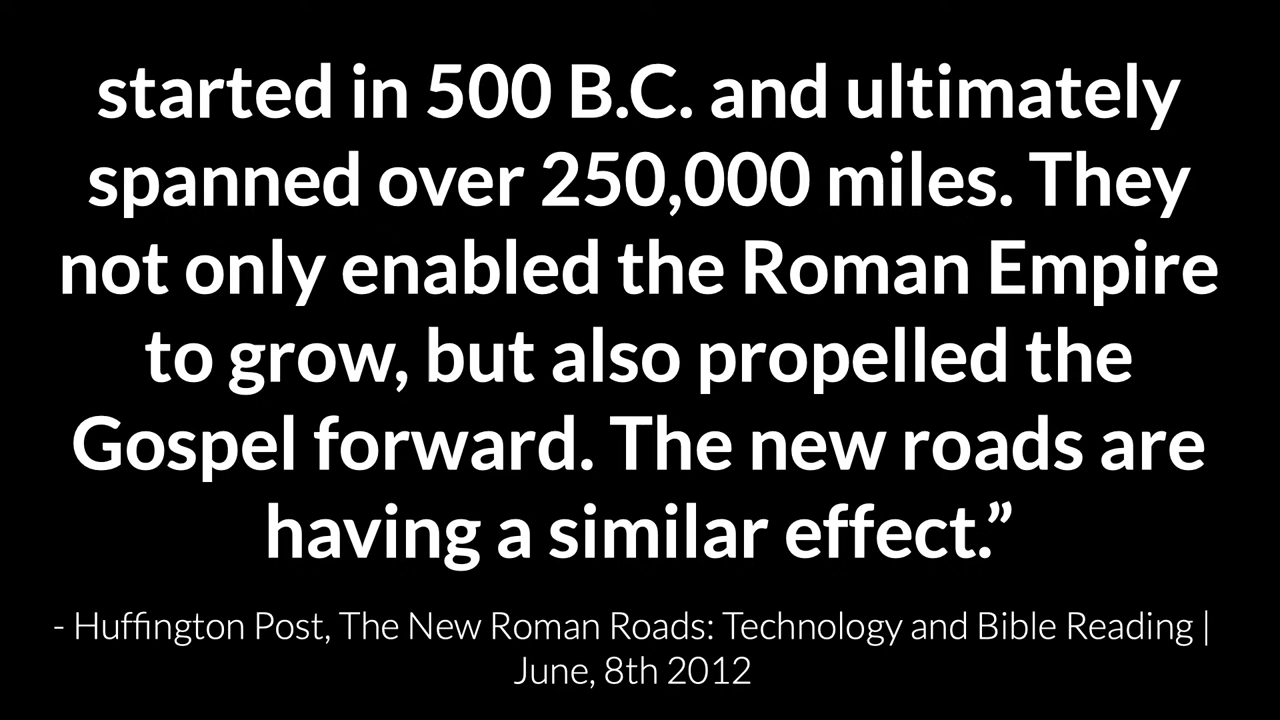 started in 500 B.C. and ultimately
spanned over 250,000 miles. They
not only enabled the Roman Empire
to grow, but also propelled the
Gospel forward. The new roads are
having a similar effect.”
- Huffington Post, The New Roman Roads: Technology and Bible Reading |
June, 8th 2012